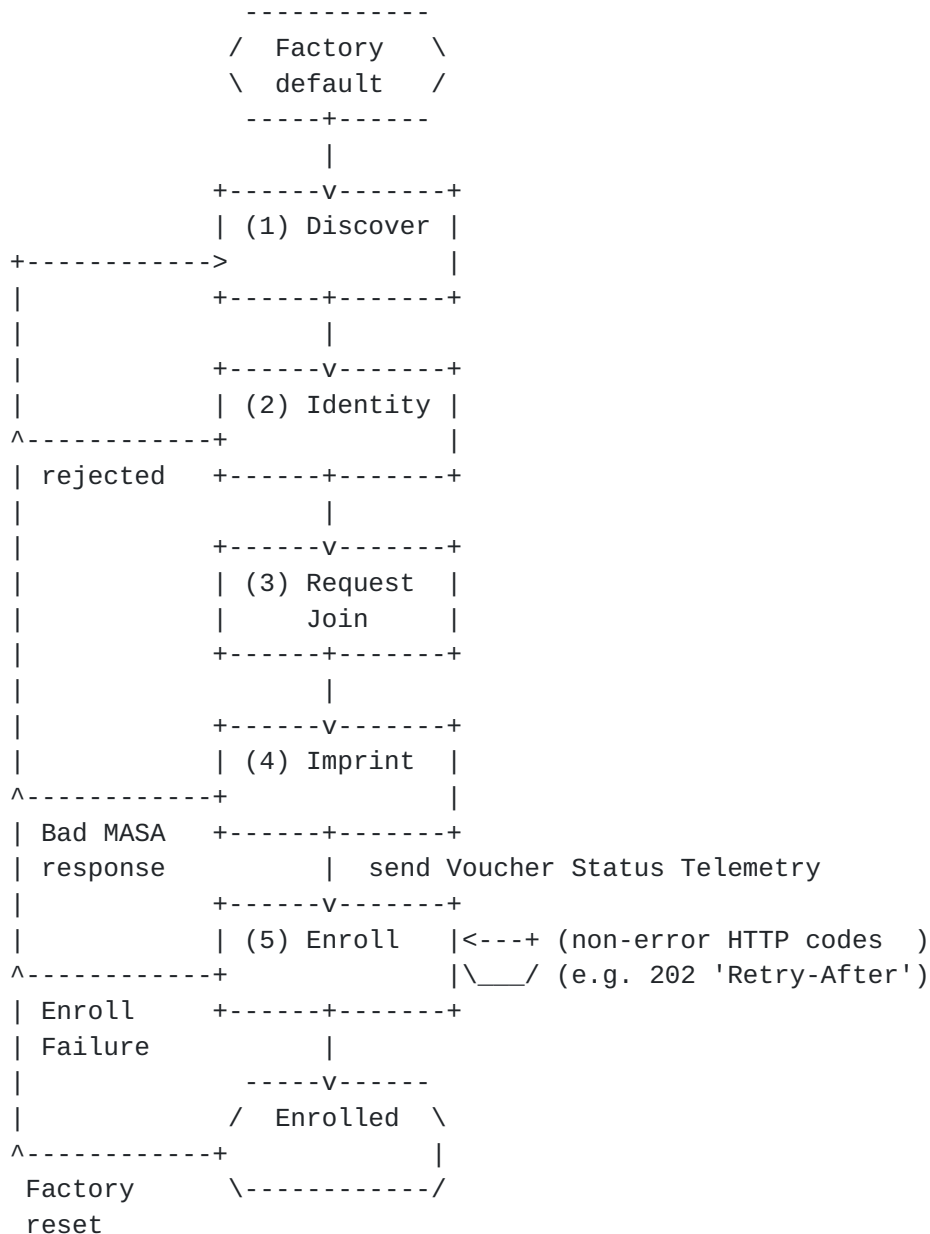 Factory
default
(1) Discover
(2) Identity
rejected
(3) Request
Join
(4) Imprint
Bad MASA
response send Voucher Status Telemetry
(5) Enroll (non-error HTTP codes )
(e.g. 202 'Retry-After')
Enroll
Failure
Enrolled
Factory
reset